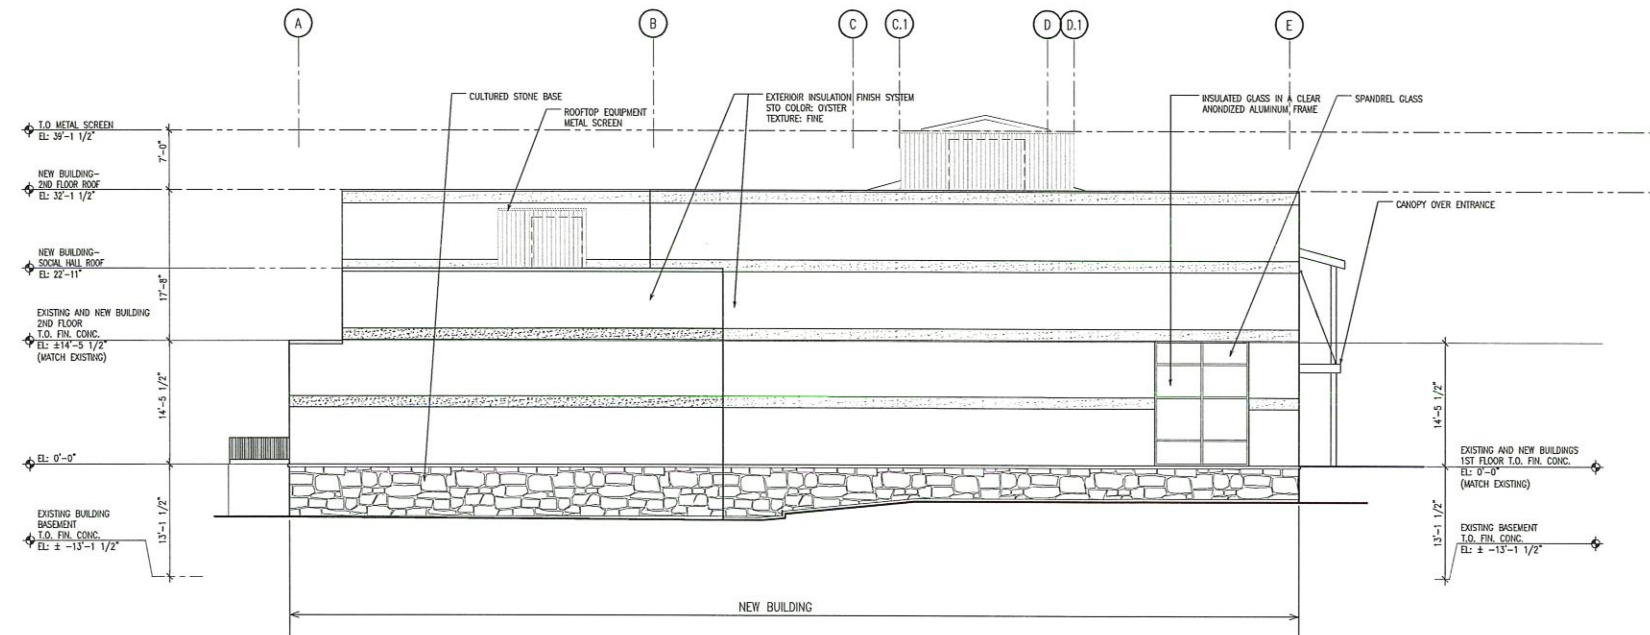 A
B
C
C.1
D
D.1
E
CULTURED STONE BASE
ROOFTOP EQUIPMENT
METAL SCREEN
EXTERIOIR INSULATION FINISH SYSTEM
STO COLOR: OYSTER
TEXTURE: FINE
INSULATED GLASS IN A CLEAR
ANONDIZED ALUMINUM FRAME
SPANDREL GLASS
T.O METAL SCREEN
EL: 39'-1 1/2"
7'-0"
NEW BUILDING-
2ND FLOOR ROOF
EL: 32'-1 1/2"
CANOPY OVER ENTRANCE
NEW BUILDING-
SOCIAL HALL ROOF
EL: 22'-11"
17'-8"
EXISTING AND NEW BUILDING
2ND FLOOR
T.O. FIN. CONC.
EL: ±14'-5 1/2"
(MATCH EXISTING)
14'-5 1/2"
14'-5 1/2"
EL: 0'-0"
EXISTING AND NEW BUILDINGS
1ST FLOOR T.O. FIN. CONC.
EL: 0'-0"
(MATCH EXISTING)
EXISTING BUILDING
BASEMENT
T.O. FIN. CONC.
EL: ± -13'-1 1/2"
13'-1 1/2"
13'-1 1/2"
EXISTING BASEMENT
T.O. FIN. CONC.
EL: ± -13'-1 1/2"
NEW BUILDING